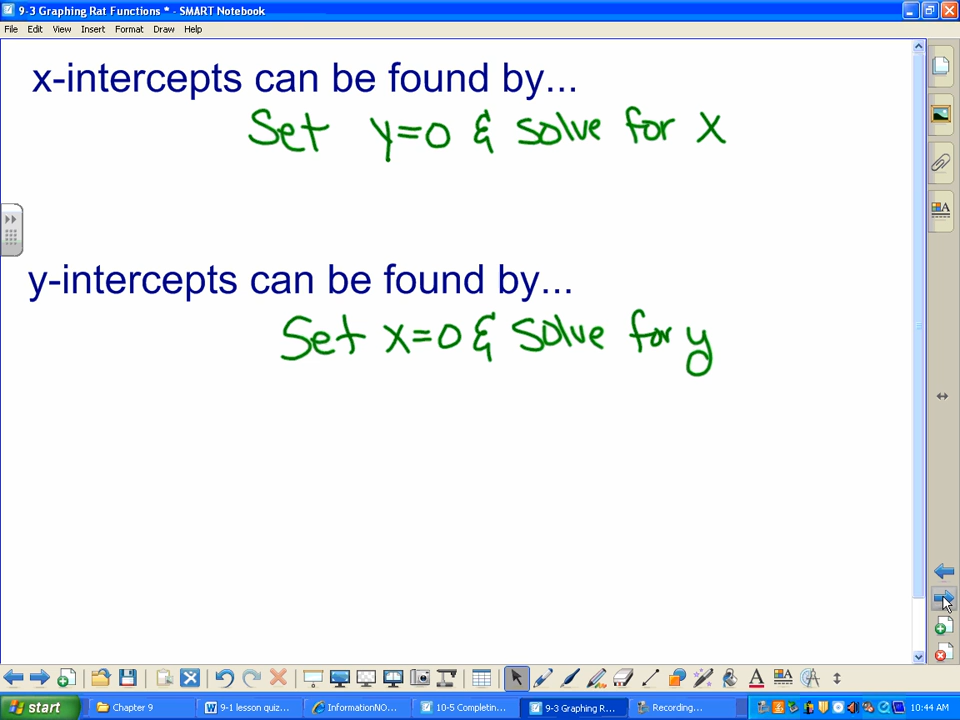 9-3 Graphing Rat Functions * - SMART Notebook
File Edit View Insert Format Draw Help
x-intercepts can be found by...
Set y=0 & solve for x
y-intercepts can be found by...
Set x=0 & solve for y
start Chapter 9 9-1 lesson quiz... InformationNO... 10-5 Completin... 9-3 Graphing R... Recording... 10:44 AM